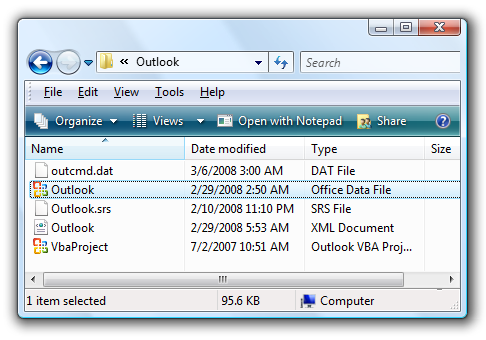 « Outlook Search
File Edit View Tools Help
Organize Views Open with Notepad Share ?
Name Date modified Type Size
outcmd.dat 3/6/2008 3:00 AM DAT File
Outlook 2/29/2008 2:50 AM Office Data File
Outlook.srs 2/10/2008 11:10 PM SRS File
Outlook 2/29/2008 5:53 AM XML Document
VbaProject 7/2/2007 10:51 AM Outlook VBA Proj...
1 item selected 95.6 KB Computer